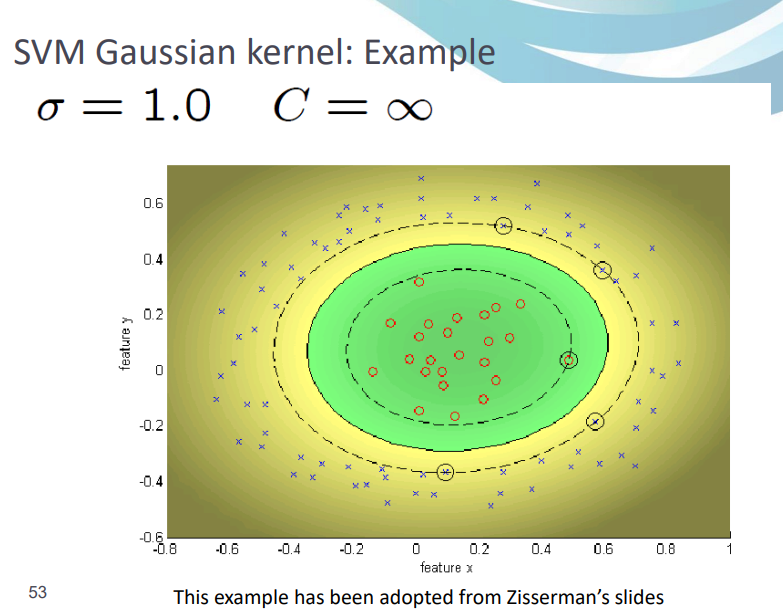 SVM Gaussian kernel: Example
σ = 1.0 C = ∞
0.6
0.4
0.2
0
-0.2
-0.4
-0.6
feature y
-0.8 -0.6 -0.4 -0.2 0 0.2 0.4 0.6 0.8 1
feature x
53
This example has been adopted from Zisserman's slides